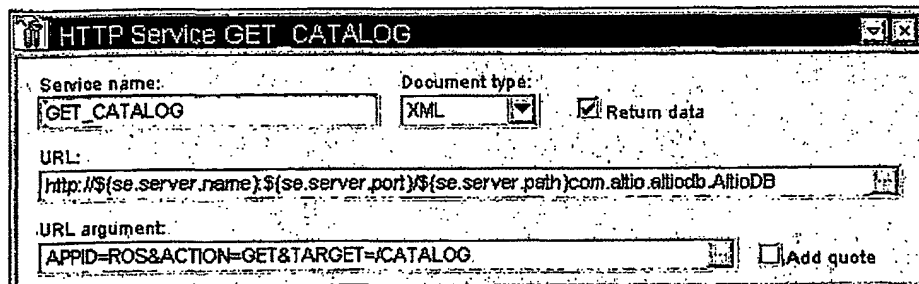 HTTP Service GET_CATALOG
Service name:
Document type:
GET_CATALOG
XML
Return data
URL:
http://${se.server.name}:${se.server.port}/${se.server.path}com.altio.altiodb.AltioDB
URL argument:
APPID=ROS&ACTION=GET&TARGET=/CATALOG
Add quote